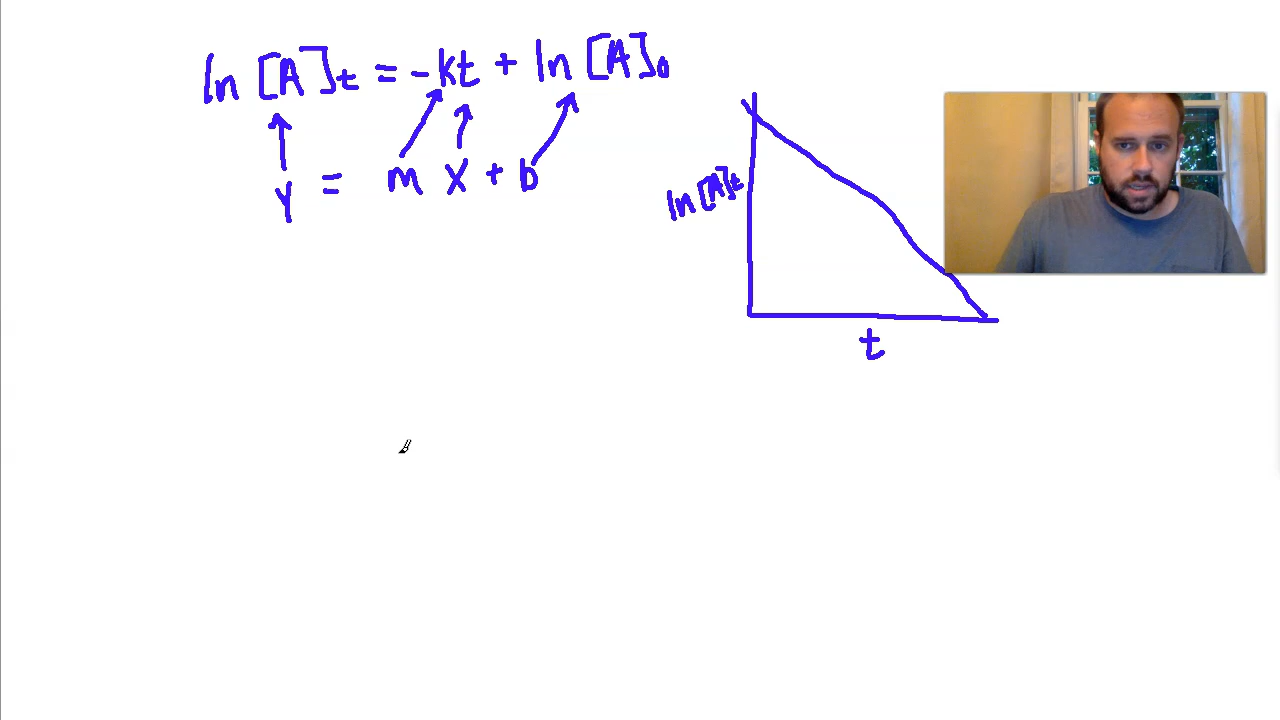 ln [A]t = -kt + ln [A]0
y = m x + b
ln [A]t
t